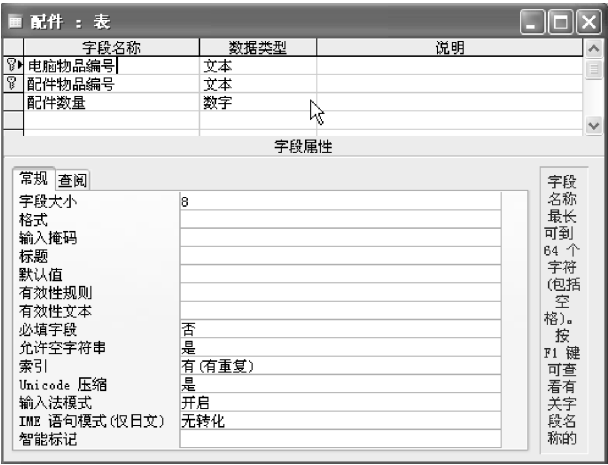 配件 : 表
字段名称 数据类型 说明
电脑物品编号 文本
配件物品编号 文本
配件数量 数字
字段属性
常规 查阅
字段大小 8
格式
输入掩码
标题
默认值
有效性规则
有效性文本
必填字段 否
允许空字符串 是
索引 有(有重复)
Unicode 压缩 是
输入法模式 开启
IME 语句模式(仅日文) 无转化
智能标记
字段
名称
最长
可到
64 个
字符
(包括
空
格)。
按
F1 键
可查
看有
关字
段名
称的